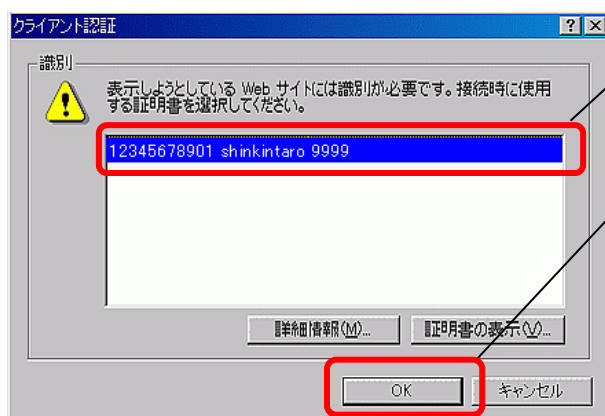 クライアント認証
識別
表示しようとしている Web サイトには識別が必要です。接続時に使用
する証明書を選択してください。
12345678901 shinkintaro 9999
詳細情報(M)...
証明書の表示(V)...
OK
キャンセル